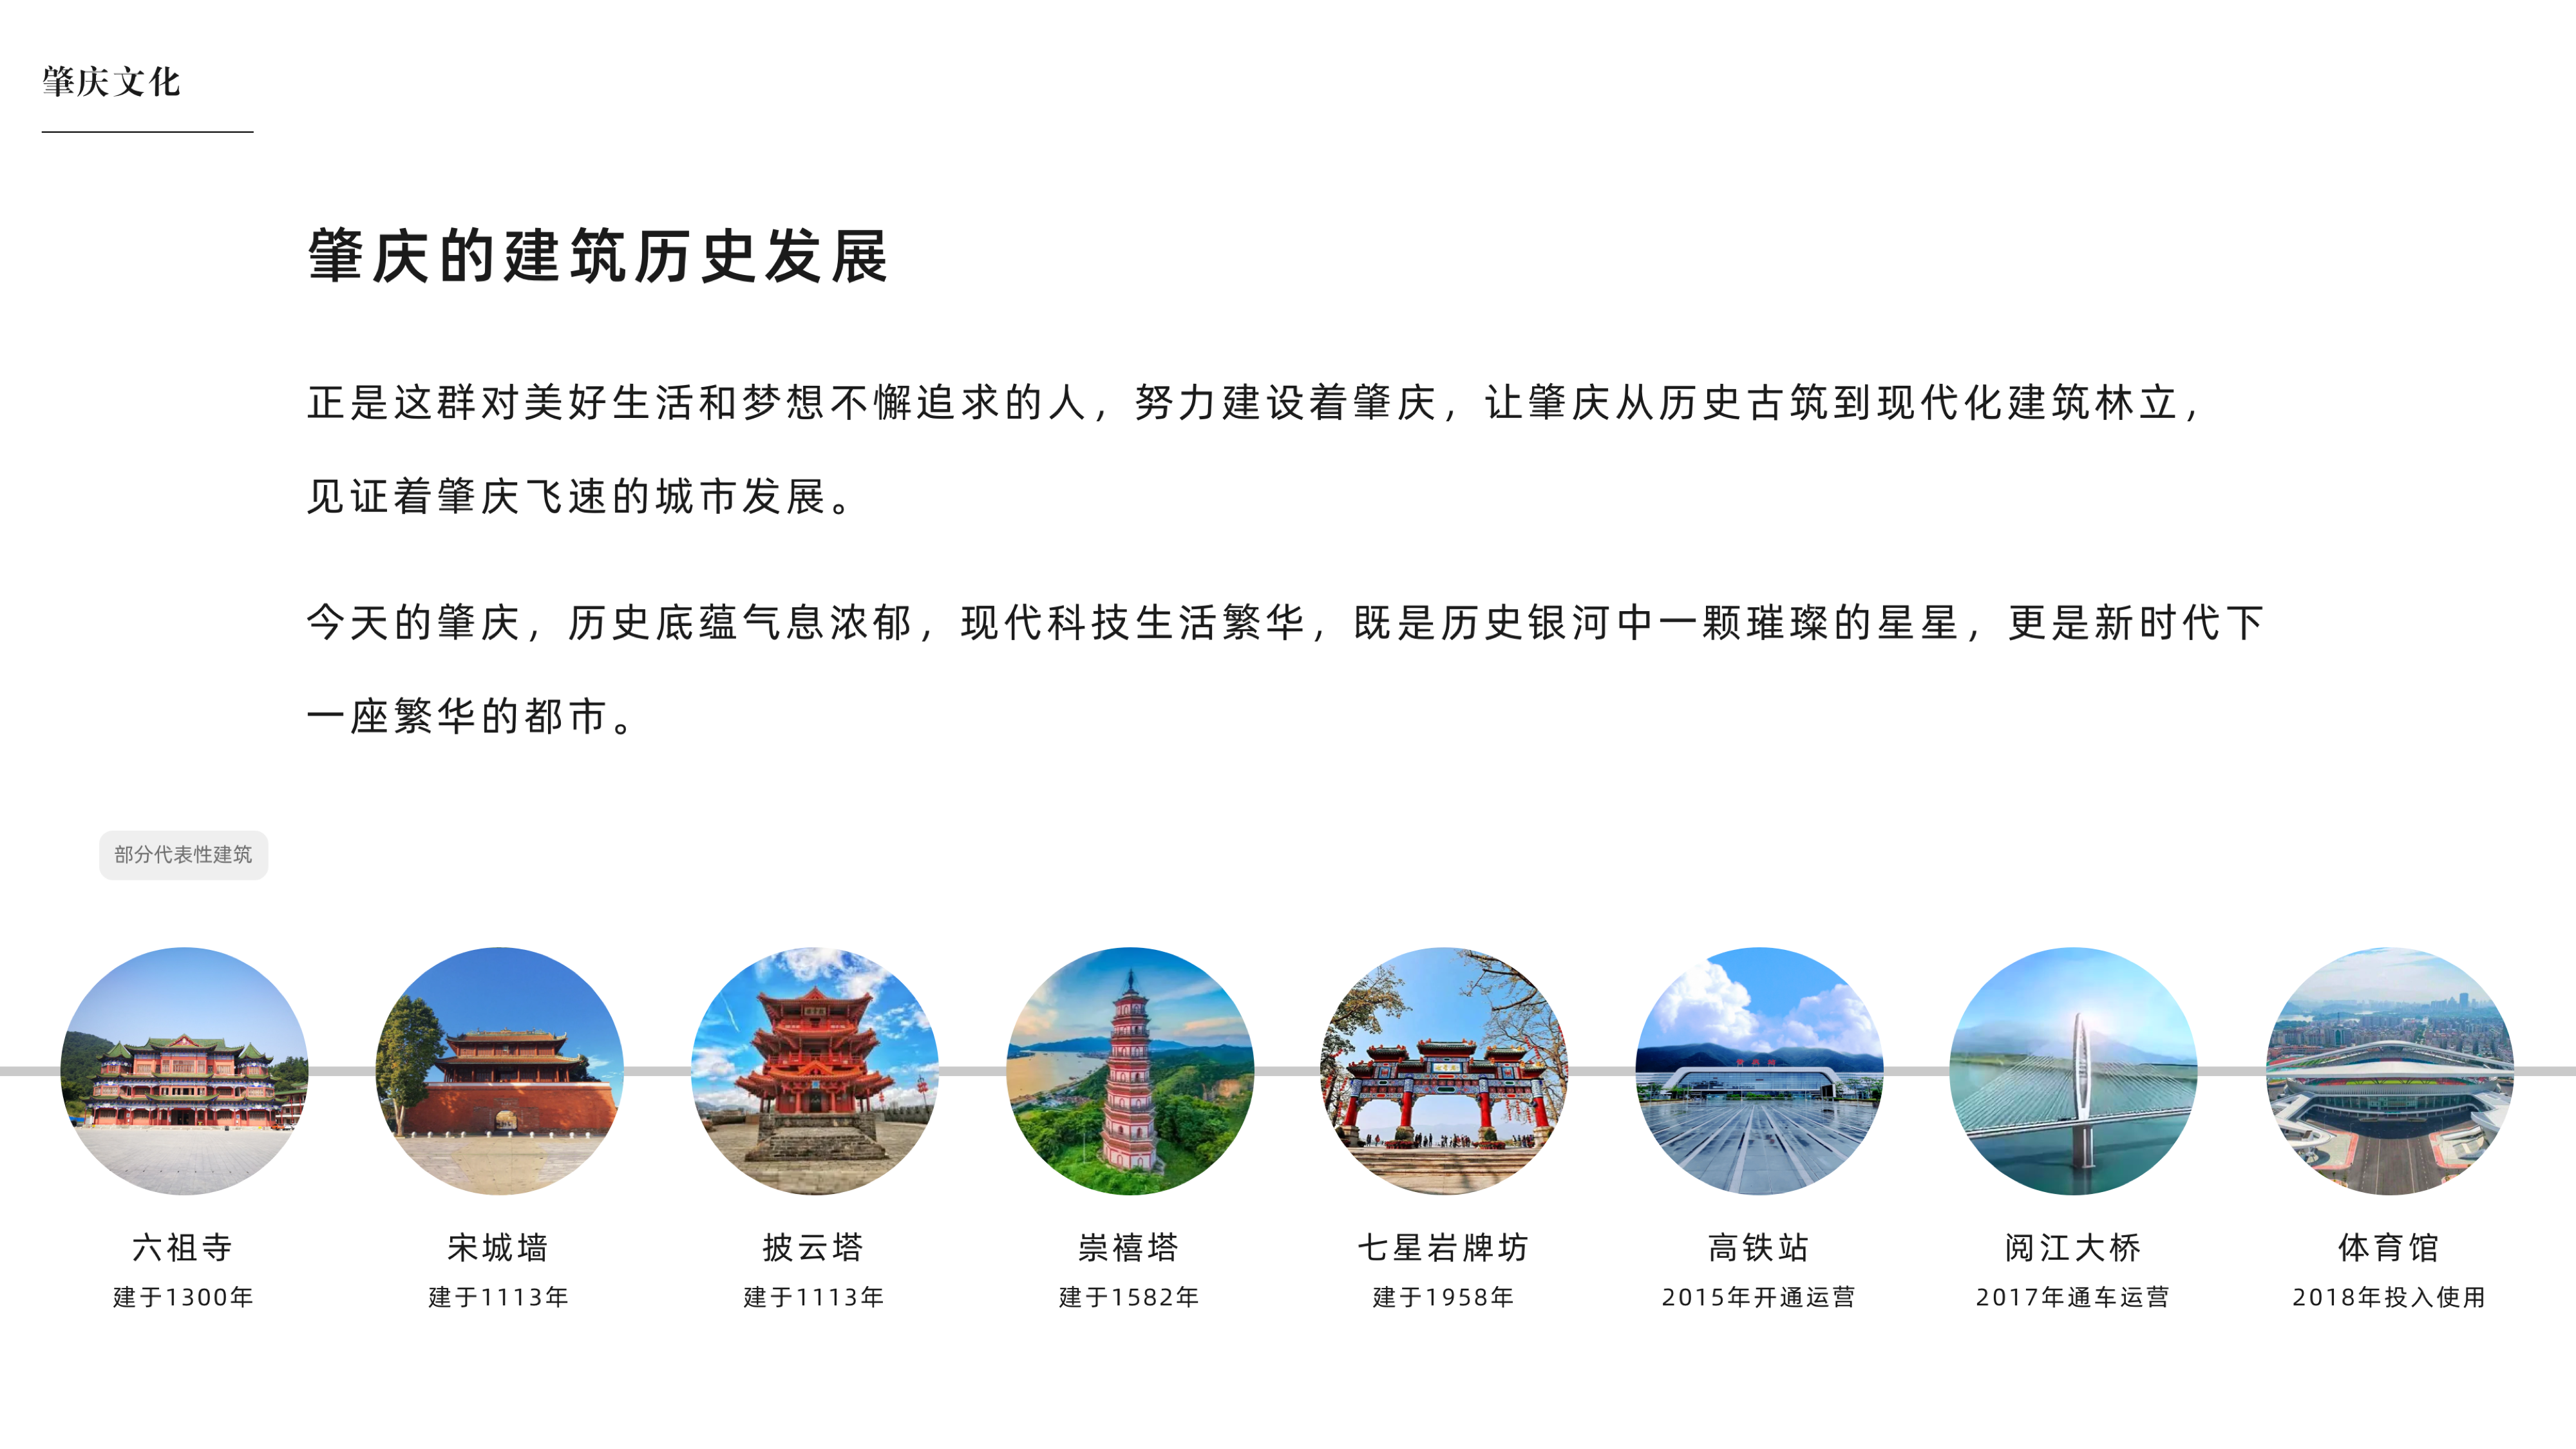 肇庆文化
肇庆的建筑历史发展
正是这群对美好生活和梦想不懈追求的人，努力建设着肇庆，让肇庆从历史古筑到现代化建筑林立，
见证着肇庆飞速的城市发展。
今天的肇庆，历史底蕴气息浓郁，现代科技生活繁华，既是历史银河中一颗璀璨的星星，更是新时代下
一座繁华的都市。
部分代表性建筑
六祖寺
建于1300年
宋城墙
建于1113年
披云塔
建于1113年
崇禧塔
建于1582年
七星岩牌坊
建于1958年
高铁站
2015年开通运营
阅江大桥
2017年通车运营
体育馆
2018年投入使用